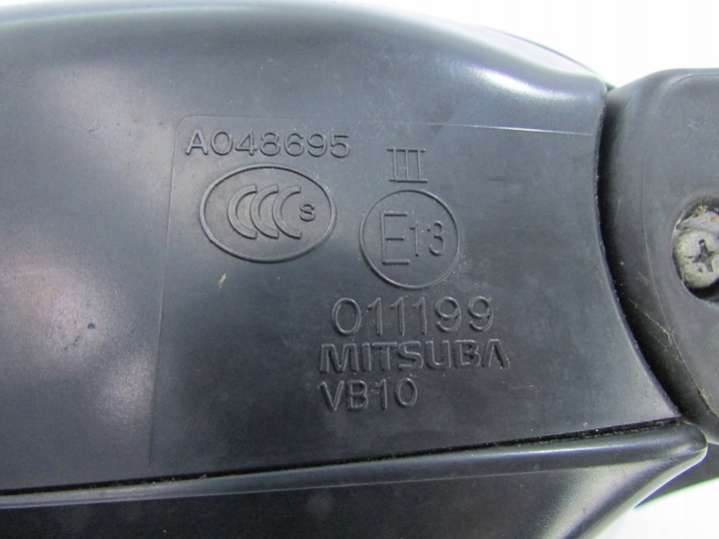 A048695
III
CCC S
E13
011199
MITSUBA
VB10